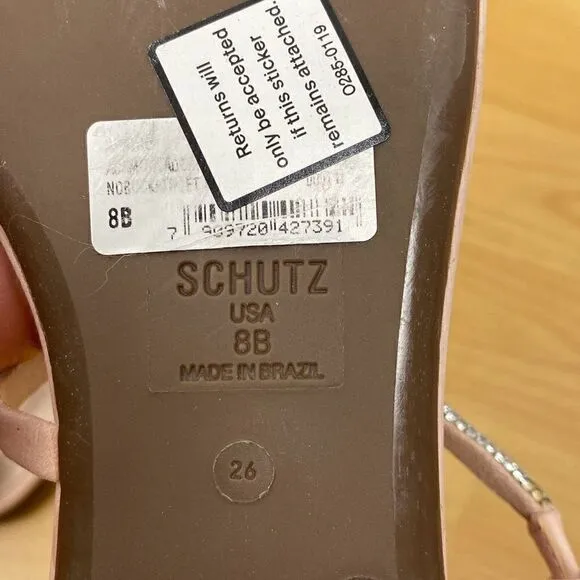 Returns will
only be accepted
if this sticker
remains attached.
0285-0119
8B
7 909720 427391
SCHUTZ
USA
8B
MADE IN BRAZIL
26